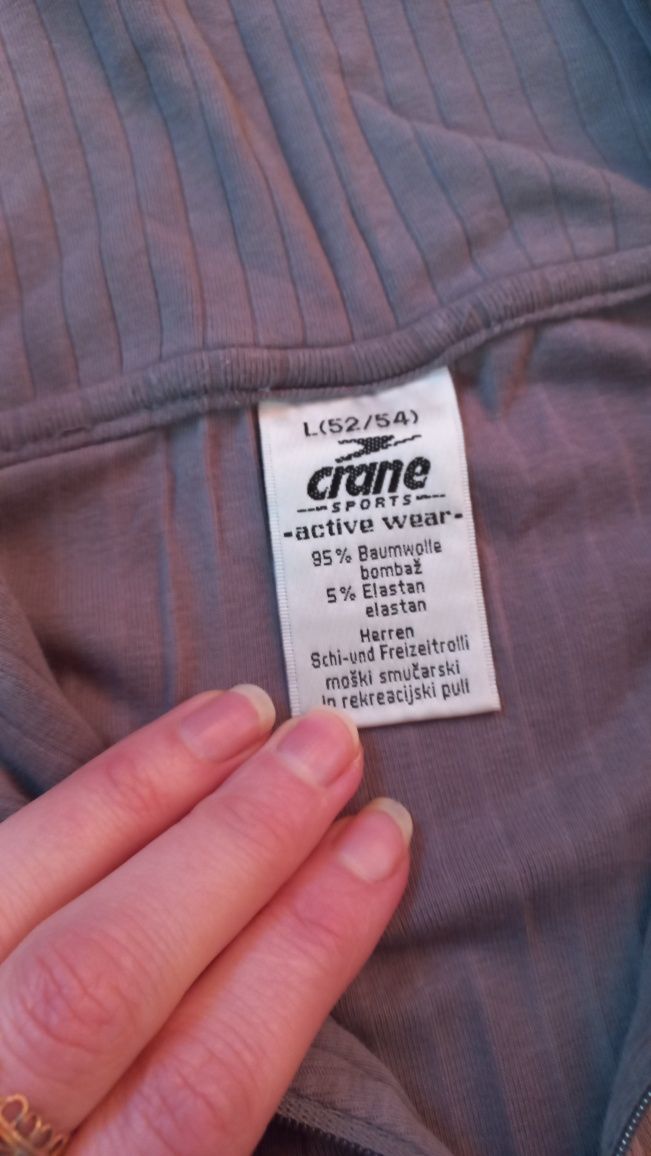 L(52/54)
crane
SPORTS
-active wear-
95% Baumwolle
bombaž
5% Elastan
elastan
Herren
Schi-und Freizeitrolli
moški smučarski
in rekreacijski puli